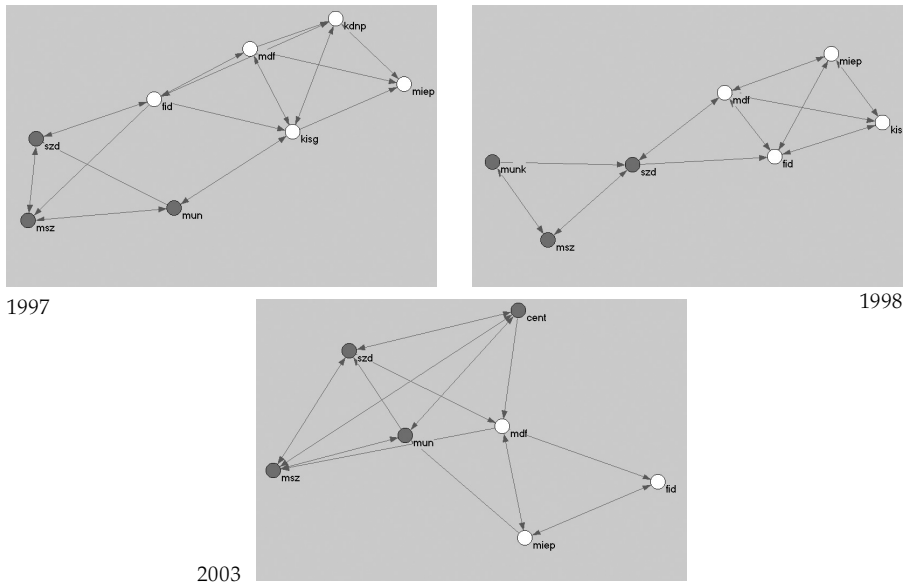 kdnp
mdf
miep
fid
kisg
szd
mun
msz
1997
miep
mdf
kis
fid
munk
szd
msz
1998
cent
szd
mdf
mun
msz
fid
miep
2003